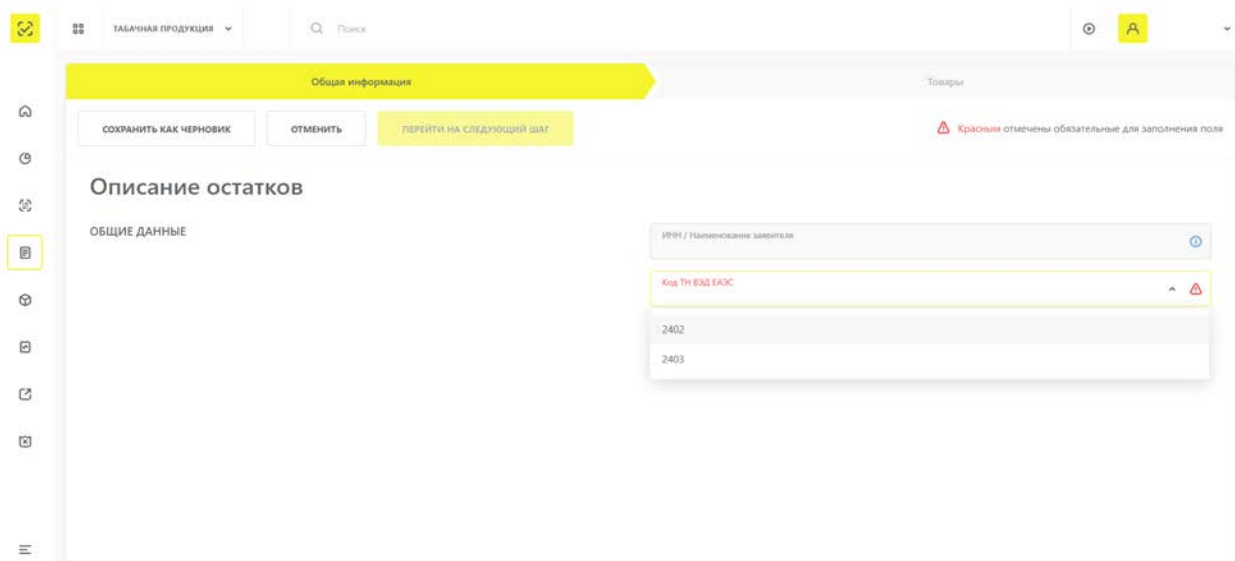 ТАБАЧНАЯ ПРОДУКЦИЯ
Поиск
Общая информация
Товары
СОХРАНИТЬ КАК ЧЕРНОВИК
ОТМЕНИТЬ
ПЕРЕЙТИ НА СЛЕДУЮЩИЙ ШАГ
Красным отмечены обязательные для заполнения поля
Описание остатков
ОБЩИЕ ДАННЫЕ
ИНН / Наименование заявителя
Код ТН ВЭД ЕАЭС
2402
2403